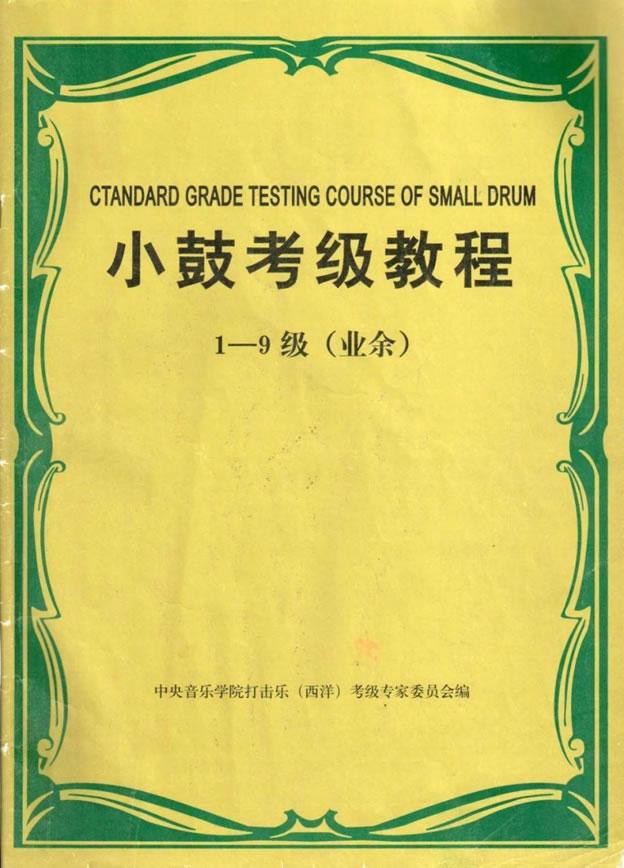 CTANDARD GRADE TESTING COURSE OF SMALL DRUM
小鼓考级教程
1—9级（业余）
中央音乐学院打击乐（西洋）考级专家委员会编